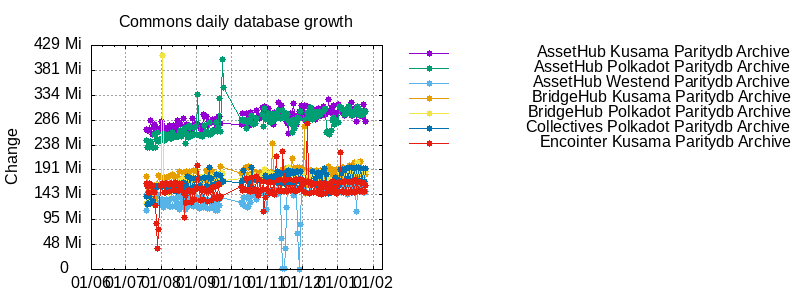 Commons daily database growth
429 Mi
381 Mi
334 Mi
286 Mi
238 Mi
191 Mi
143 Mi
95 Mi
48 Mi
0
Change
01/06 01/07 01/08 01/09 01/10 01/11 01/12 01/01 01/02
AssetHub Kusama Paritydb Archive
AssetHub Polkadot Paritydb Archive
AssetHub Westend Paritydb Archive
BridgeHub Kusama Paritydb Archive
BridgeHub Polkadot Paritydb Archive
Collectives Polkadot Paritydb Archive
Encointer Kusama Paritydb Archive